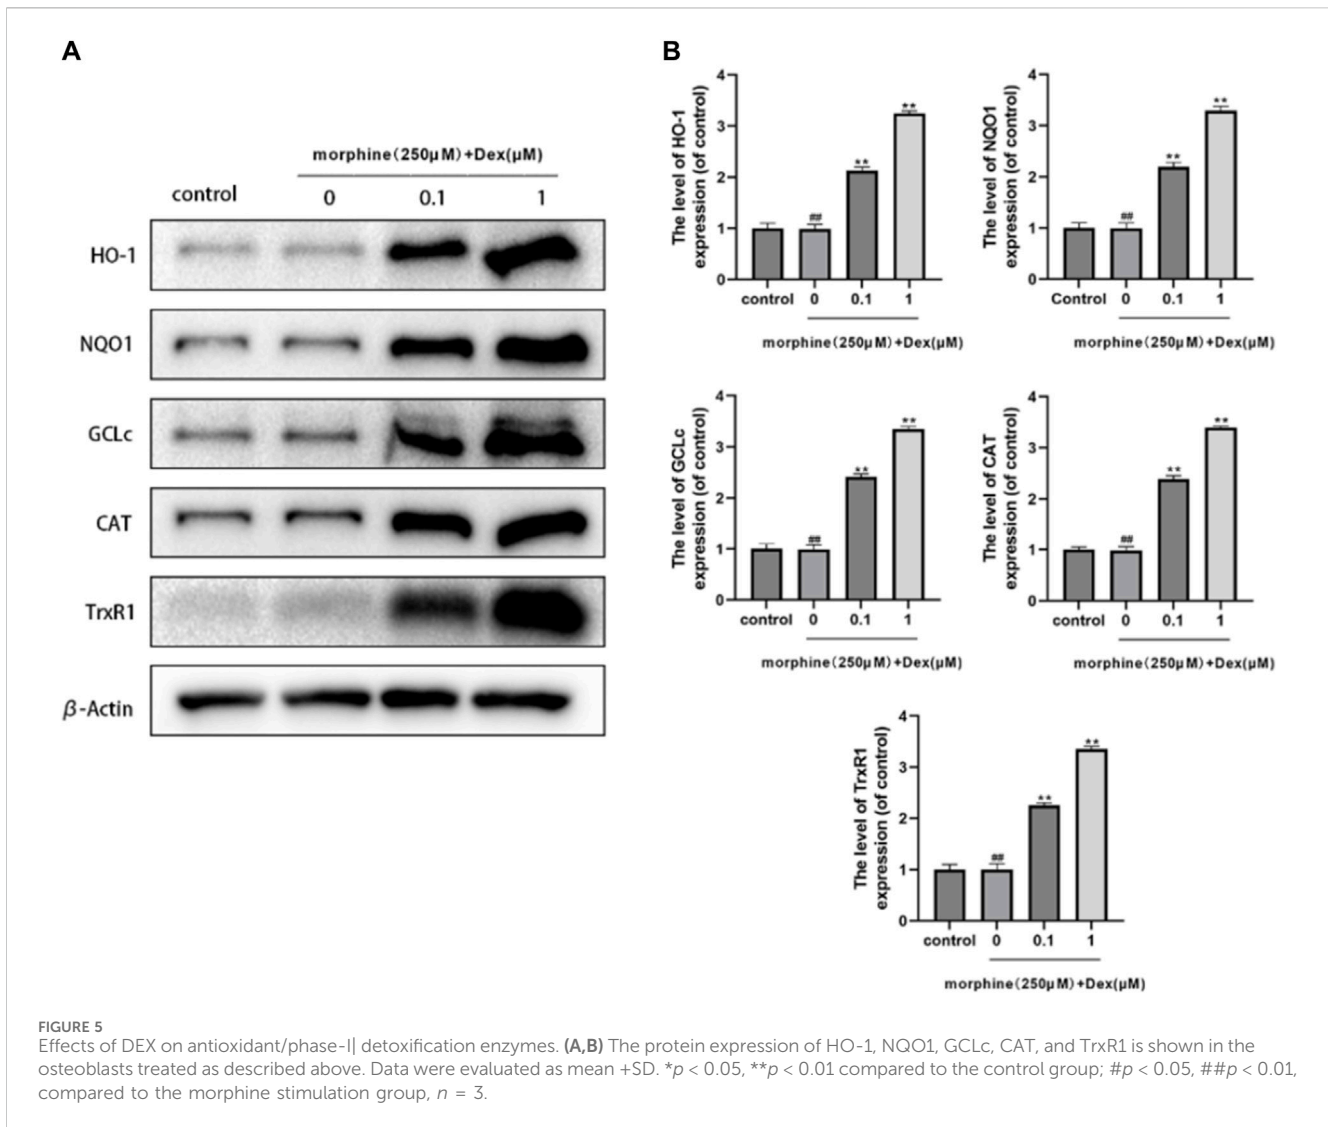 A
morphine(250μM)+Dex(μM)
control 0 0.1 1
HO-1
NQO1
GCLc
CAT
TrxR1
β-Actin
B
The level of HO-1
expression (of control)
4
3
2
1
0
##
**
**
control 0 0.1 1
morphine(250μM)+Dex(μM)
The level of NQO1
expression (of control)
4
3
2
1
0
##
**
**
Control 0 0.1 1
morphine(250μM)+Dex(μM)
The level of GCLc
expression (of control)
4
3
2
1
0
##
**
**
control 0 0.1 1
morphine(250μM)+Dex(μM)
The level of CAT
expression (of control)
4
3
2
1
0
##
**
**
Control 0 0.1 1
morphine(250μM)+Dex(μM)
The level of TrxR1
expression (of control)
4
3
2
1
0
##
**
**
control 0 0.1 1
morphine(250μM)+Dex(μM)
FIGURE 5
Effects of DEX on antioxidant/phase-I| detoxification enzymes. (A,B) The protein expression of HO-1, NQO1, GCLc, CAT, and TrxR1 is shown in the
osteoblasts treated as described above. Data were evaluated as mean +SD. *p < 0.05, **p < 0.01 compared to the control group; #p < 0.05, ##p < 0.01,
compared to the morphine stimulation group, n = 3.